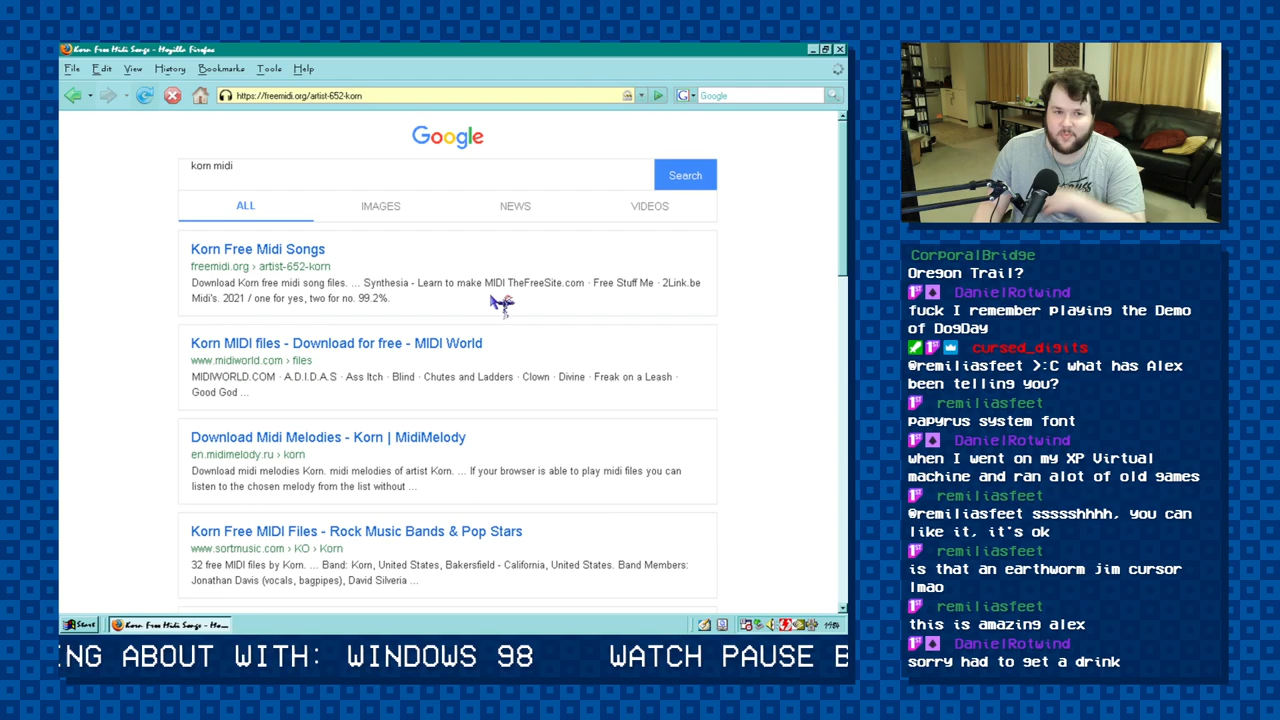 Korn Free Midi Songs - Mozilla Firefox
File Edit View History Bookmarks Tools Help
https://freemidi.org/artist-652-korn
G Google
Google
korn midi
Search
ALL IMAGES NEWS VIDEOS
Korn Free Midi Songs
freemidi.org › artist-652-korn
Download Korn free midi song files. ... Synthesia - Learn to make MIDI TheFreeSite.com · Free Stuff Me · 2Link.be
Midi's. 2021 / one for yes, two for no. 99.2%.
Korn MIDI files - Download for free - MIDI World
www.midiworld.com › files
MIDIWORLD.COM · A.D.I.D.A.S · Ass Itch · Blind · Chutes and Ladders · Clown · Divine · Freak on a Leash ·
Good God ...
Download Midi Melodies - Korn | MidiMelody
en.midimelody.ru › korn
Download midi melodies Korn. midi melodies of artist Korn. ... If your browser is able to play midi files you can
listen to the chosen melody from the list without ...
Korn Free MIDI Files - Rock Music Bands & Pop Stars
www.sortmusic.com › KO › Korn
32 free MIDI files by Korn. ... Band: Korn, United States, Bakersfield - California, United States. Band Members:
Jonathan Davis (vocals, bagpipes), David Silveria ...
Start
Korn Free Midi Songs - Mo...
ING ABOUT WITH: WINDOWS 98 WATCH PAUSE B
CorporalBridge
Oregon Trail?
DanielRotwind
fuck I remember playing the Demo
of DogDay
cursed_digits
@remiliasfeet >:C what has Alex
been telling you?
remiliasfeet
papyrus system font
DanielRotwind
when I went on my XP Virtual
machine and ran alot of old games
remiliasfeet
@remiliasfeet ssssshhhh, you can
like it, it's ok
remiliasfeet
is that an earthworm jim cursor
lmao
remiliasfeet
this is amazing alex
DanielRotwind
sorry had to get a drink